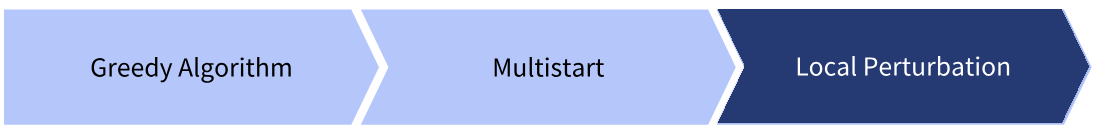 Greedy Algorithm
Multistart
Local Perturbation